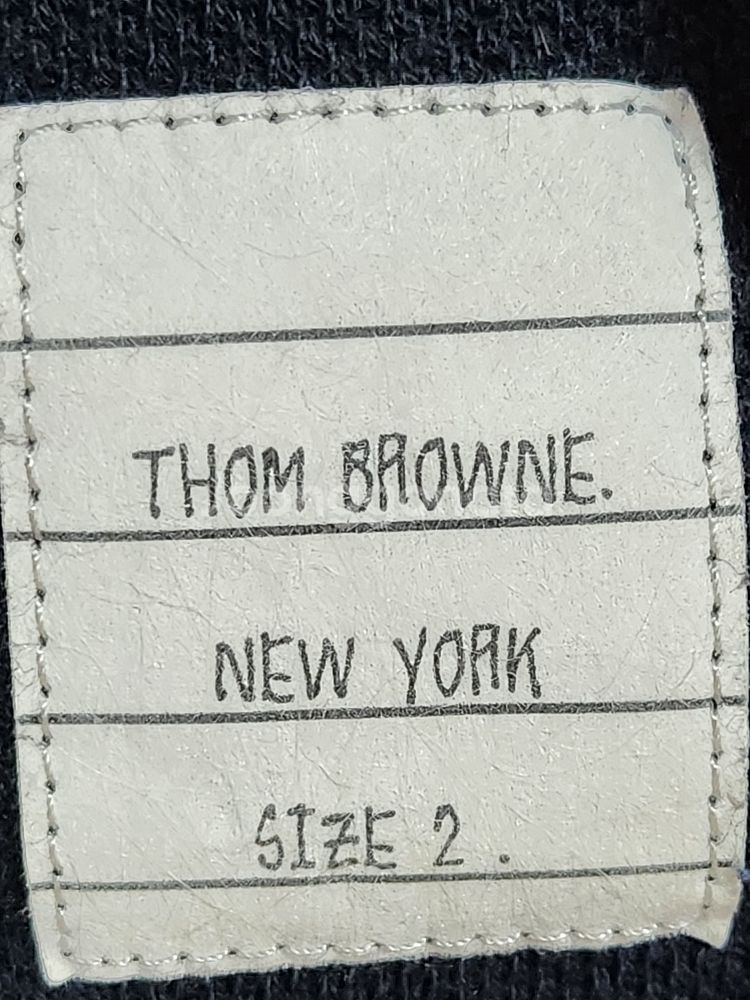 THOM BROWNE.
NEW YORK
SIZE 2 .